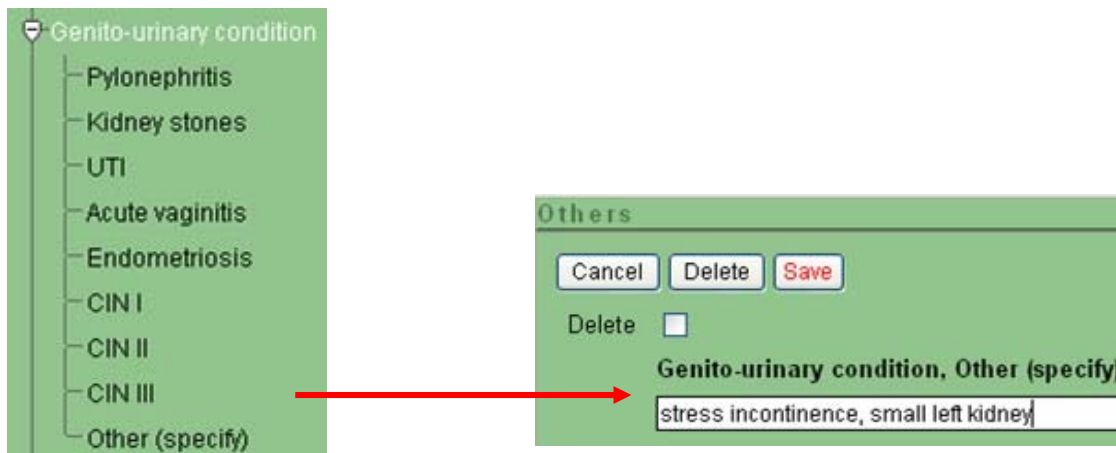 Genito-urinary condition
Pylonephritis
Kidney stones
UTI
Acute vaginitis
Endometriosis
CIN I
CIN II
CIN III
Other (specify)
Others
Cancel Delete Save
Delete
Genito-urinary condition, Other (specify)
stress incontinence, small left kidney